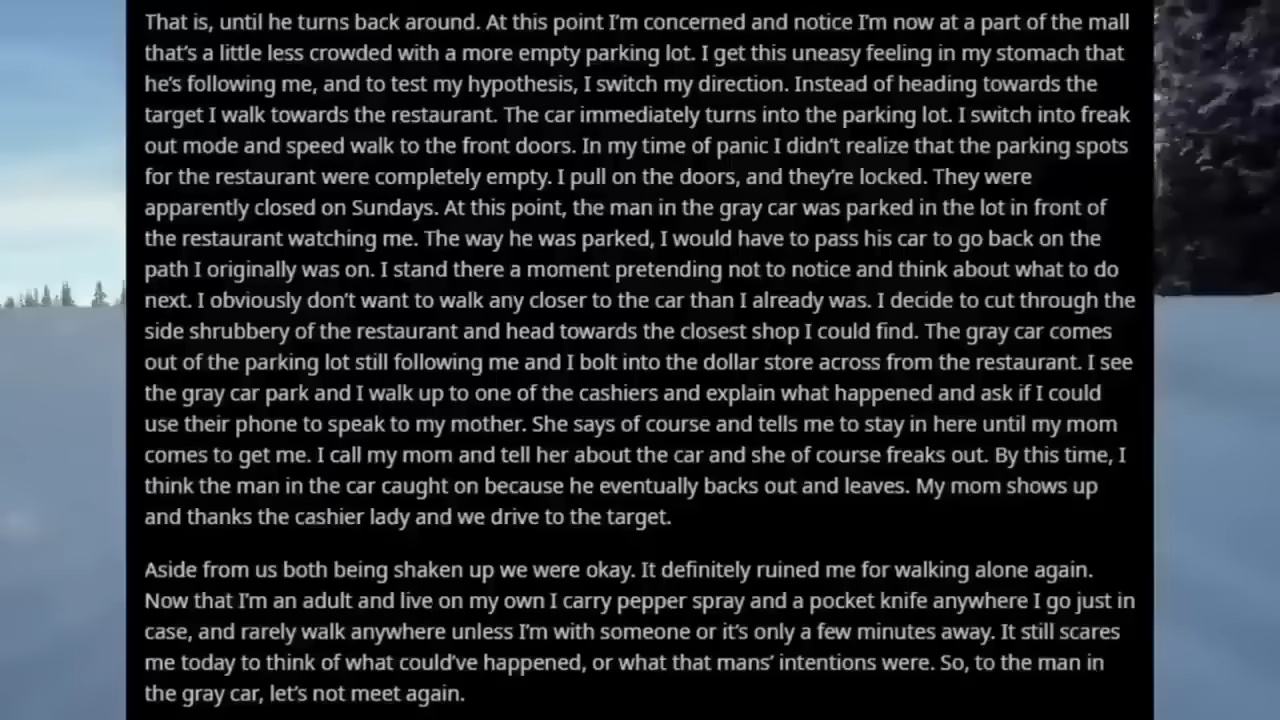 That is, until he turns back around. At this point I'm concerned and notice I'm now at a part of the mall
that's a little less crowded with a more empty parking lot. I get this uneasy feeling in my stomach that
he's following me, and to test my hypothesis, I switch my direction. Instead of heading towards the
target I walk towards the restaurant. The car immediately turns into the parking lot. I switch into freak
out mode and speed walk to the front doors. In my time of panic I didn't realize that the parking spots
for the restaurant were completely empty. I pull on the doors, and they're locked. They were
apparently closed on Sundays. At this point, the man in the gray car was parked in the lot in front of
the restaurant watching me. The way he was parked, I would have to pass his car to go back on the
path I originally was on. I stand there a moment pretending not to notice and think about what to do
next. I obviously don't want to walk any closer to the car than I already was. I decide to cut through the
side shrubbery of the restaurant and head towards the closest shop I could find. The gray car comes
out of the parking lot still following me and I bolt into the dollar store across from the restaurant. I see
the gray car park and I walk up to one of the cashiers and explain what happened and ask if I could
use their phone to speak to my mother. She says of course and tells me to stay in here until my mom
comes to get me. I call my mom and tell her about the car and she of course freaks out. By this time, I
think the man in the car caught on because he eventually backs out and leaves. My mom shows up
and thanks the cashier lady and we drive to the target.
Aside from us both being shaken up we were okay. It definitely ruined me for walking alone again.
Now that I'm an adult and live on my own I carry pepper spray and a pocket knife anywhere I go just in
case, and rarely walk anywhere unless I'm with someone or it's only a few minutes away. It still scares
me today to think of what could've happened, or what that mans' intentions were. So, to the man in
the gray car, let's not meet again.